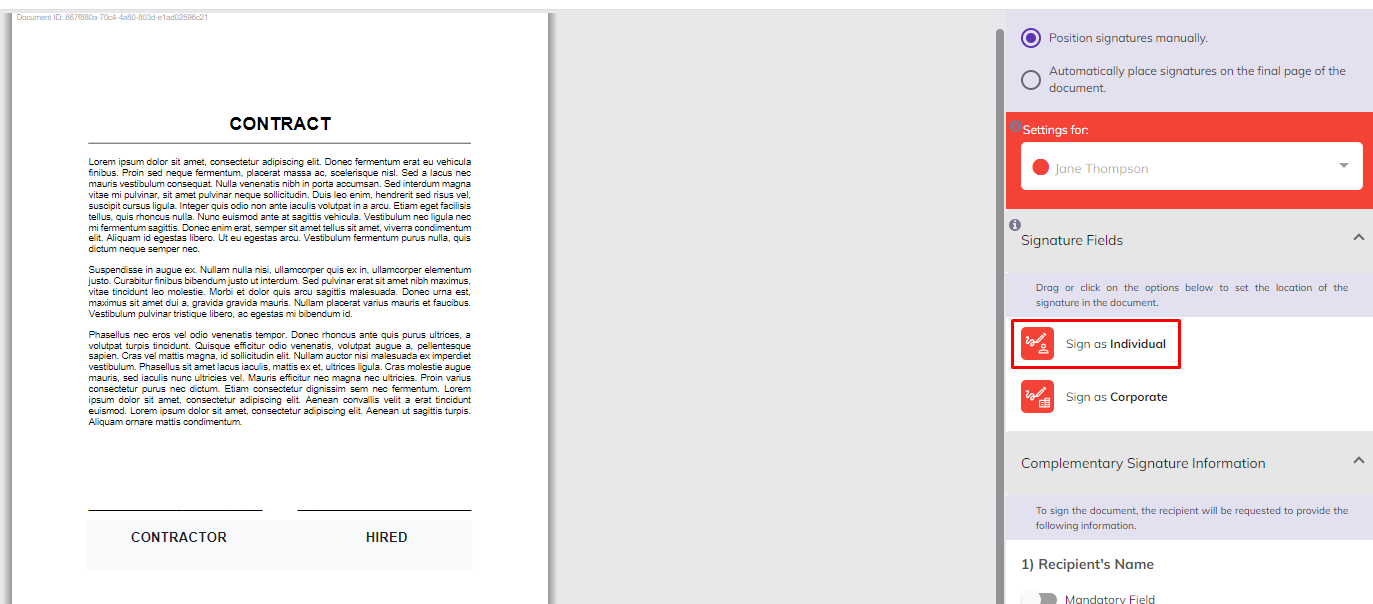 Document ID: 667f880a-70c4-4a80-803d-e1ad02596c21
CONTRACT
Lorem ipsum dolor sit amet, consectetur adipiscing elit. Donec fermentum erat eu vehicula
finibus. Proin sed neque fermentum, placerat massa ac, scelerisque nisl. Sed a lacus nec
mauris vestibulum consequat. Nulla venenatis nibh in porta accumsan. Sed interdum magna
vitae mi pulvinar, sit amet pulvinar neque sollicitudin. Duis leo enim, hendrerit sed risus vel,
suscipit cursus ligula. Integer quis odio non ante iaculis volutpat in a arcu. Etiam eget facilisis
tellus, quis rhoncus nulla. Nunc euismod ante at sagittis vehicula. Vestibulum nec ligula nec
mi fermentum sagittis. Donec enim erat, semper sit amet tellus sit amet, viverra condimentum
elit. Aliquam id egestas libero. Ut eu egestas arcu. Vestibulum fermentum purus nulla, quis
dictum neque semper nec.
Suspendisse in augue ex. Nullam nulla nisi, ullamcorper quis ex in, ullamcorper elementum
justo. Curabitur finibus bibendum justo ut interdum. Sed pulvinar erat sit amet nibh maximus,
vitae tincidunt leo molestie. Morbi et dolor quis arcu sagittis malesuada. Donec urna est,
maximus sit amet dui a, gravida gravida mauris. Nullam placerat varius mauris et faucibus.
Vestibulum pulvinar tristique libero, ac egestas mi bibendum id.
Phasellus nec eros vel odio venenatis tempor. Donec rhoncus ante quis purus ultrices, a
volutpat turpis tincidunt. Quisque efficitur odio venenatis, volutpat augue a, pellentesque
sapien. Cras vel mattis magna, id sollicitudin elit. Nullam auctor nisi malesuada ex imperdiet
vestibulum. Phasellus sit amet lacus iaculis, mattis ex et, ultrices ligula. Cras molestie augue
mauris, sed iaculis nunc ultricies vel. Mauris efficitur nec magna nec ultricies. Proin varius
consectetur purus nec dictum. Etiam consectetur dignissim sem nec fermentum. Lorem
ipsum dolor sit amet, consectetur adipiscing elit. Aenean convallis velit a erat tincidunt
euismod. Lorem ipsum dolor sit amet, consectetur adipiscing elit. Aenean ut sagittis turpis.
Aliquam ornare mattis condimentum.
CONTRACTOR HIRED
Position signatures manually.
Automatically place signatures on the final page of the
document.
Settings for:
Jane Thompson
Signature Fields
Drag or click on the options below to set the location of the
signature in the document.
Sign as Individual
Sign as Corporate
Complementary Signature Information
To sign the document, the recipient will be requested to provide the
following information.
1) Recipient's Name
Mandatory Field